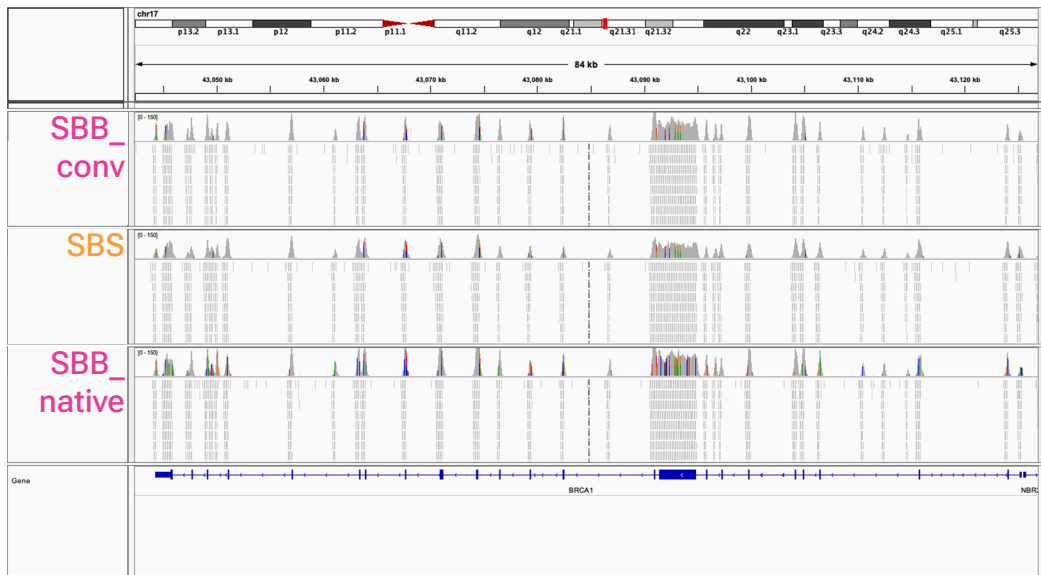 chr17
p13.2 p13.1 p12 p11.2 p11.1 q11.2 q12 q21.1 q21.31 q21.32 q22 q23.1 q23.3 q24.2 q24.3 q25.1 q25.3
84 kb
43,050 kb 43,060 kb 43,070 kb 43,080 kb 43,090 kb 43,100 kb 43,110 kb 43,120 kb
SBB_
conv
[0 - 150]
SBS
[0 - 150]
SBB_
native
[0 - 150]
Gene
BRCA1
NBR2